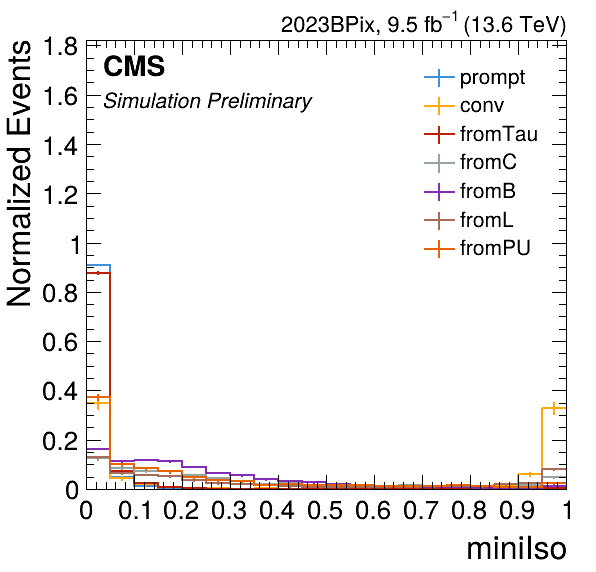 2023BPix, 9.5 fb⁻¹ (13.6 TeV)
CMS
Simulation Preliminary
prompt
conv
fromTau
fromC
fromB
fromL
fromPU
Normalized Events
1.8
1.6
1.4
1.2
1
0.8
0.6
0.4
0.2
0
0 0.1 0.2 0.3 0.4 0.5 0.6 0.7 0.8 0.9 1
miniIso